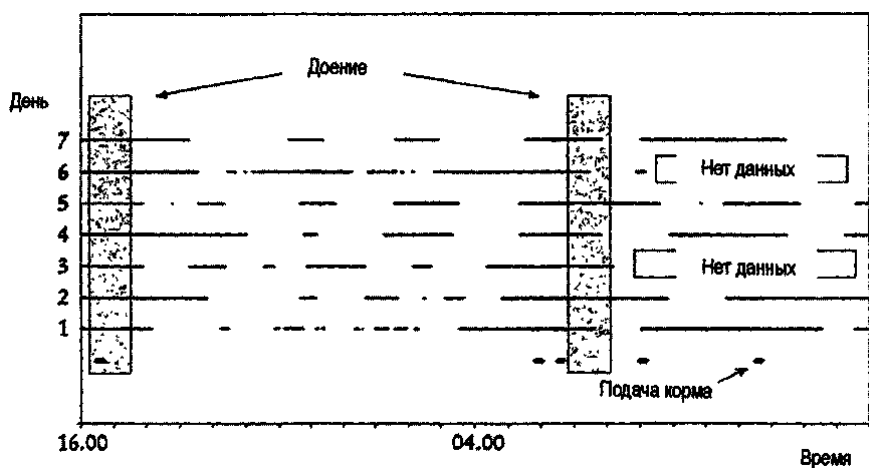 Доение
День
7
6
Нет данных
5
4
3
Нет данных
2
1
Подача корма
16.00
04.00
Время